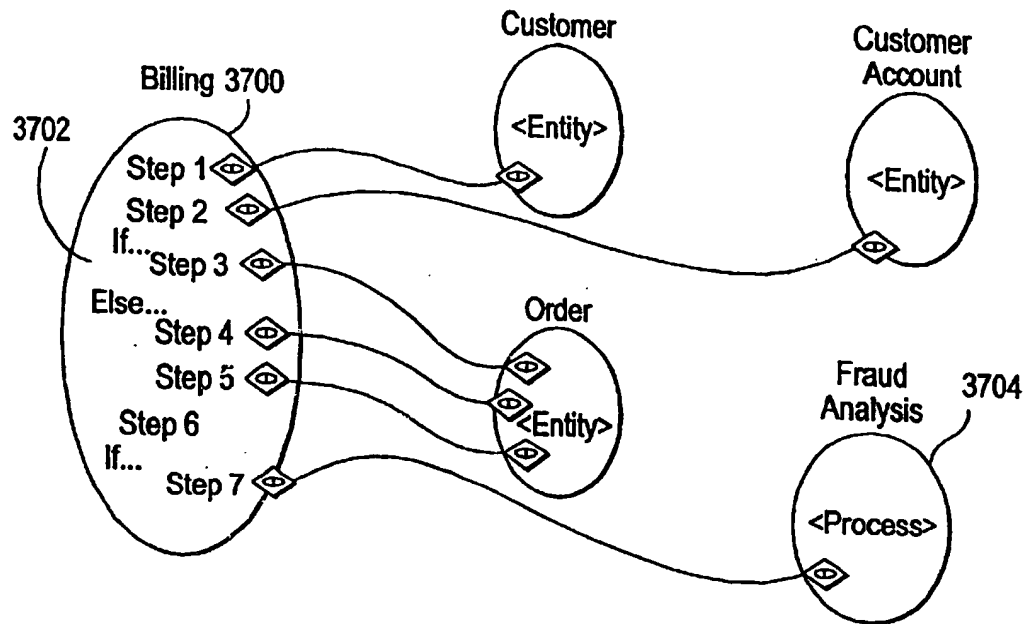 Customer
<Entity>
Customer
Account
<Entity>
Billing 3700
3702
Step 1
Step 2
If...
Step 3
Else...
Step 4
Step 5
Step 6
If...
Step 7
Order
<Entity>
Fraud
Analysis
3704
<Process>